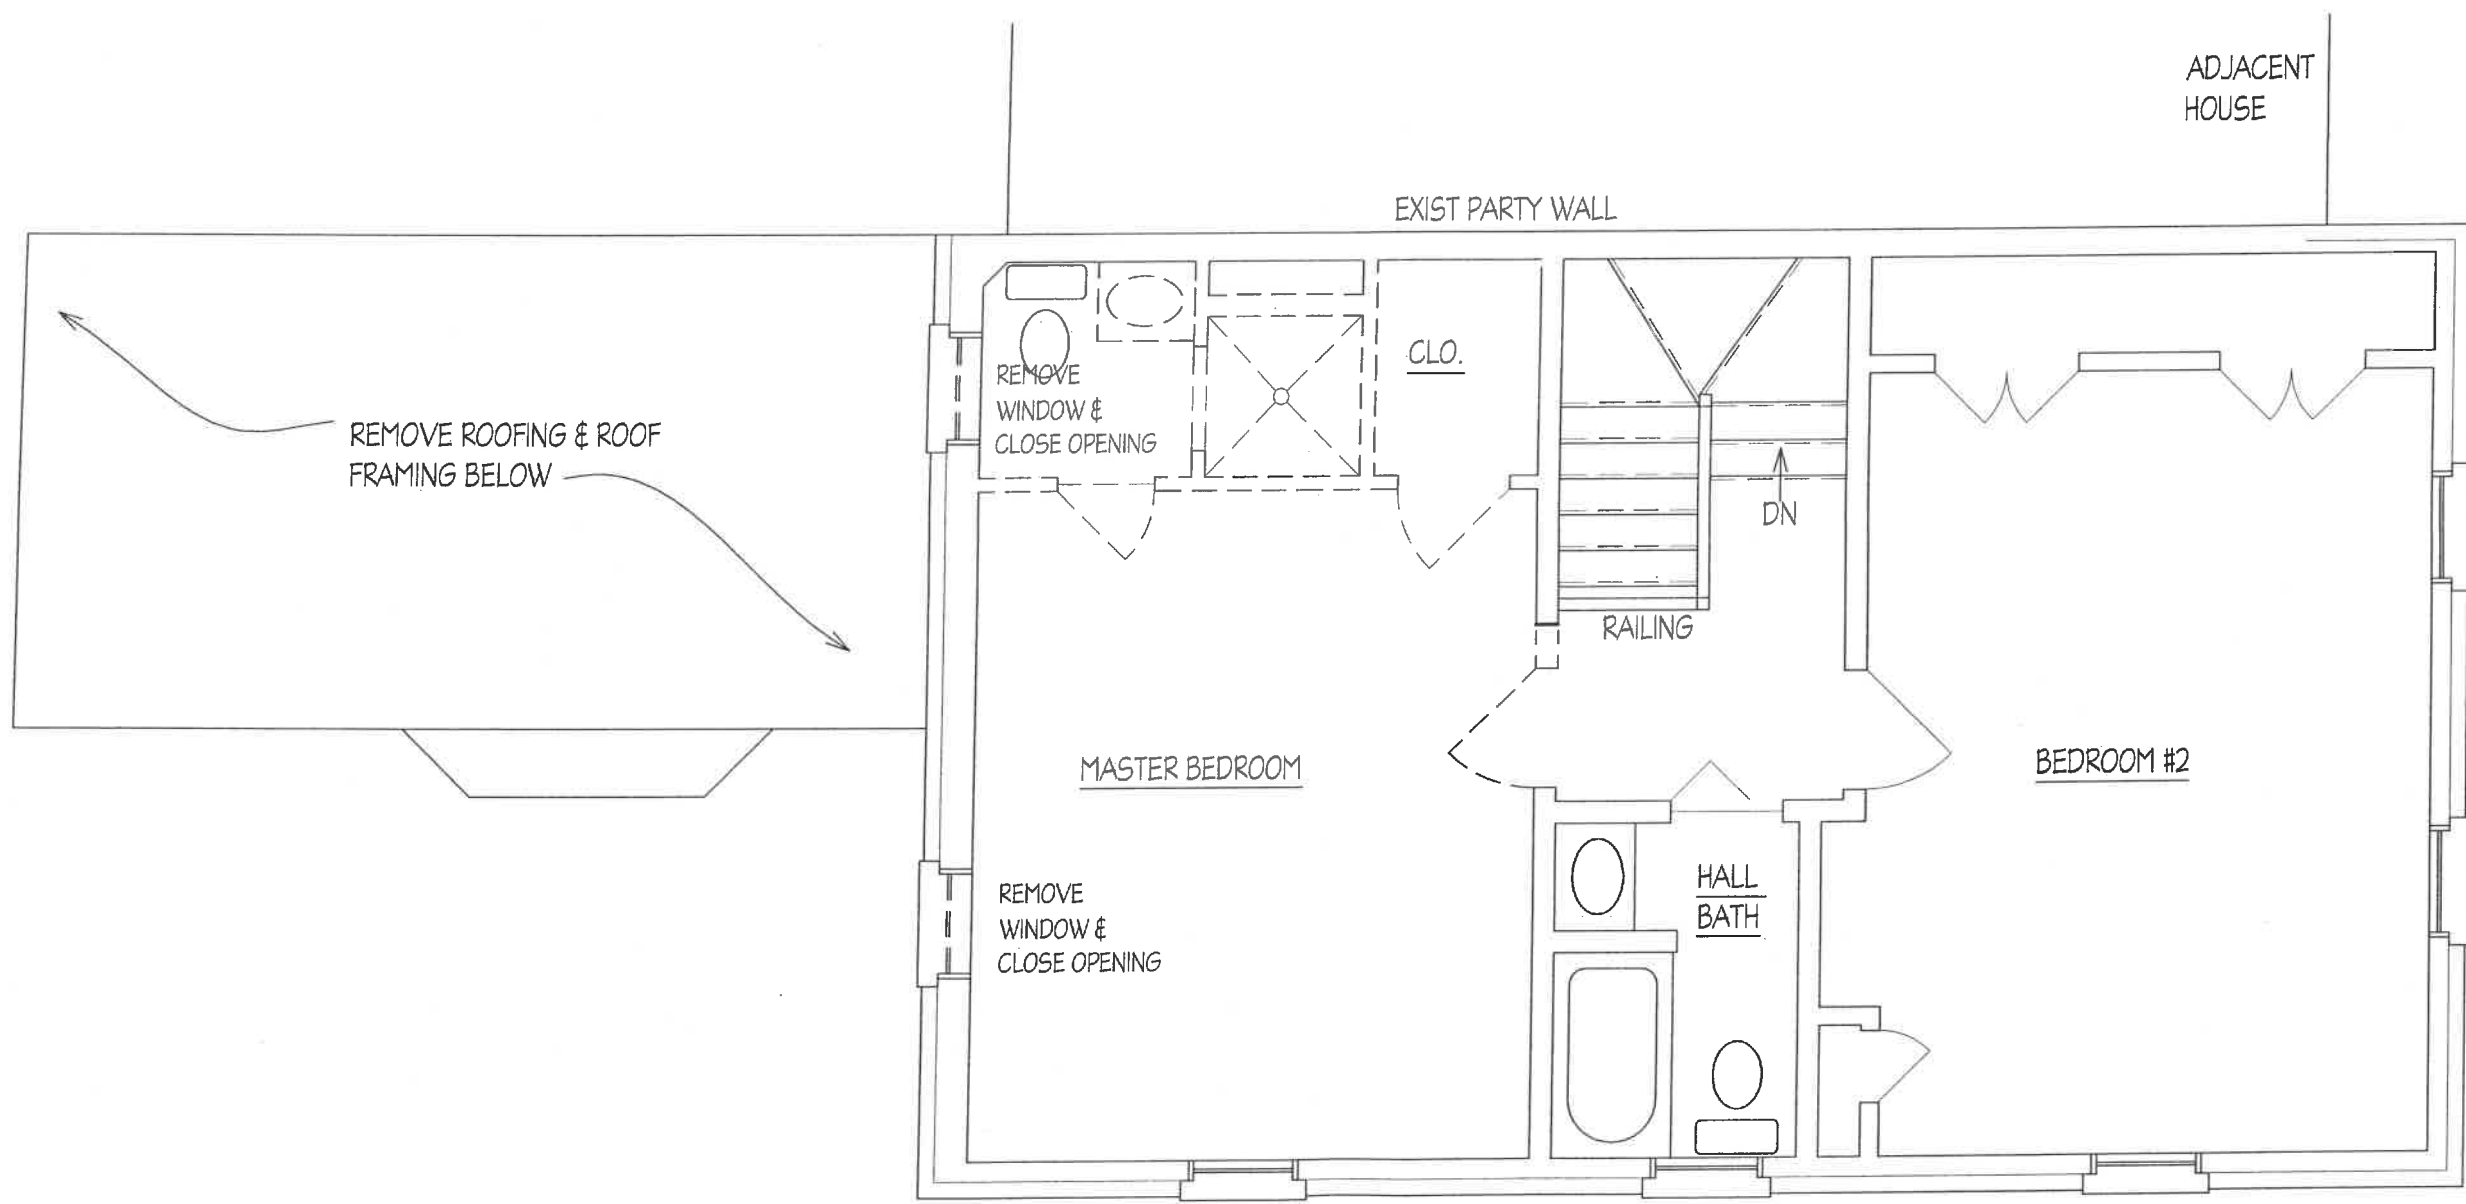 ADJACENT
HOUSE
EXIST PARTY WALL
CLO.
REMOVE
WINDOW &
CLOSE OPENING
REMOVE ROOFING & ROOF
FRAMING BELOW
DN
RAILING
MASTER BEDROOM
BEDROOM #2
HALL
BATH
REMOVE
WINDOW &
CLOSE OPENING